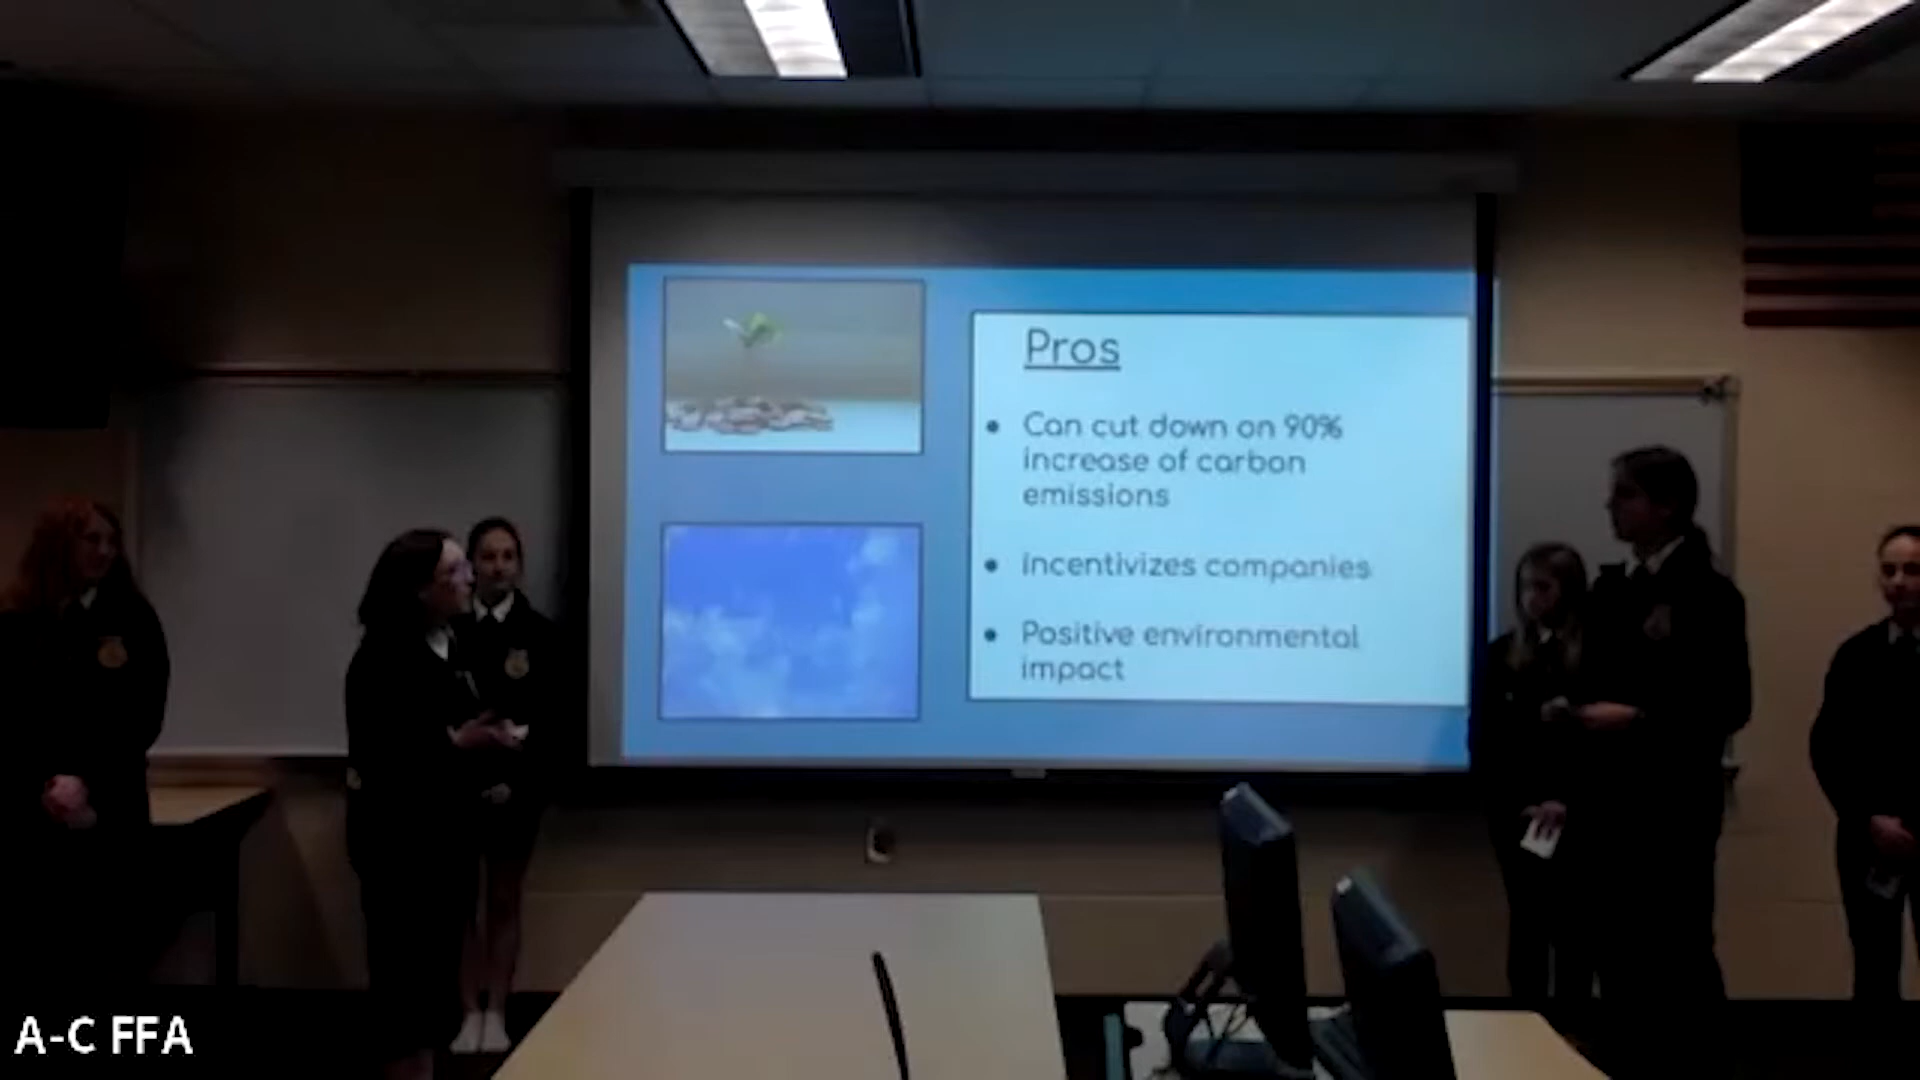 Pros
Can cut down on 90%
increase of carbon
emissions
Incentivizes companies
Positive environmental
impact
A-C FFA